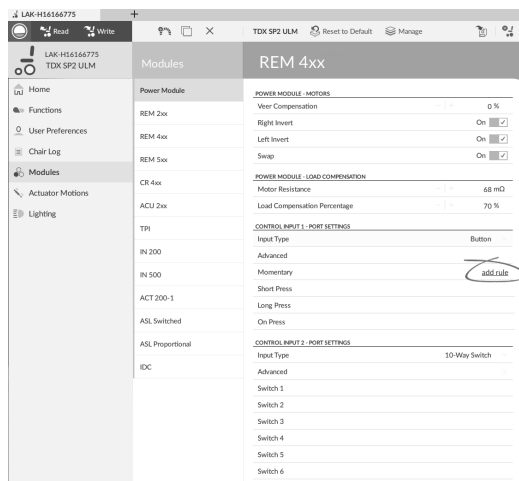 LAK-H16166775
+
Read
Write
TDX SP2 ULM
Reset to Default
Manage
LAK-H16166775
TDX SP2 ULM
Home
Functions
User Preferences
Chair Log
Modules
Actuator Motions
Lighting
Modules
Power Module
REM 2xx
REM 4xx
REM 5xx
CR 4xx
ACU 2xx
TPI
IN 200
IN 500
ACT 200-1
ASL Switched
ASL Proportional
IDC
REM 4xx
POWER MODULE - MOTORS
Veer Compensation - + 0 %
Right Invert On
Left Invert On
Swap On
POWER MODULE - LOAD COMPENSATION
Motor Resistance - + 68 mΩ
Load Compensation Percentage - + 70 %
CONTROL INPUT 1 - PORT SETTINGS
Input Type Button
Advanced
Momentary add rule
Short Press
Long Press
On Press
CONTROL INPUT 2 - PORT SETTINGS
Input Type 10-Way Switch
Advanced
Switch 1
Switch 2
Switch 3
Switch 4
Switch 5
Switch 6